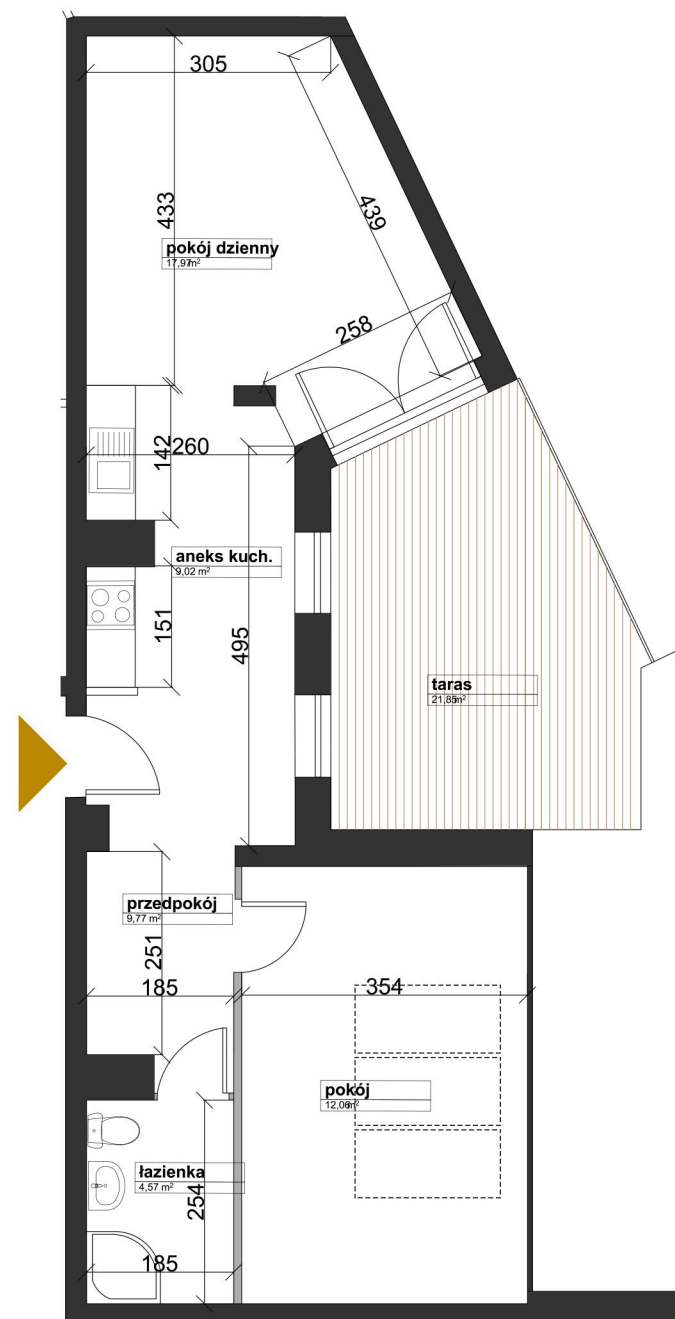 305
433
439
pokój dzienny
17,97m²
258
142
260
aneks kuch.
9,02 m²
151
495
taras
21,85m²
przedpokój
9,77 m²
251
185
354
pokój
12,06m²
łazienka
4,57 m²
254
185